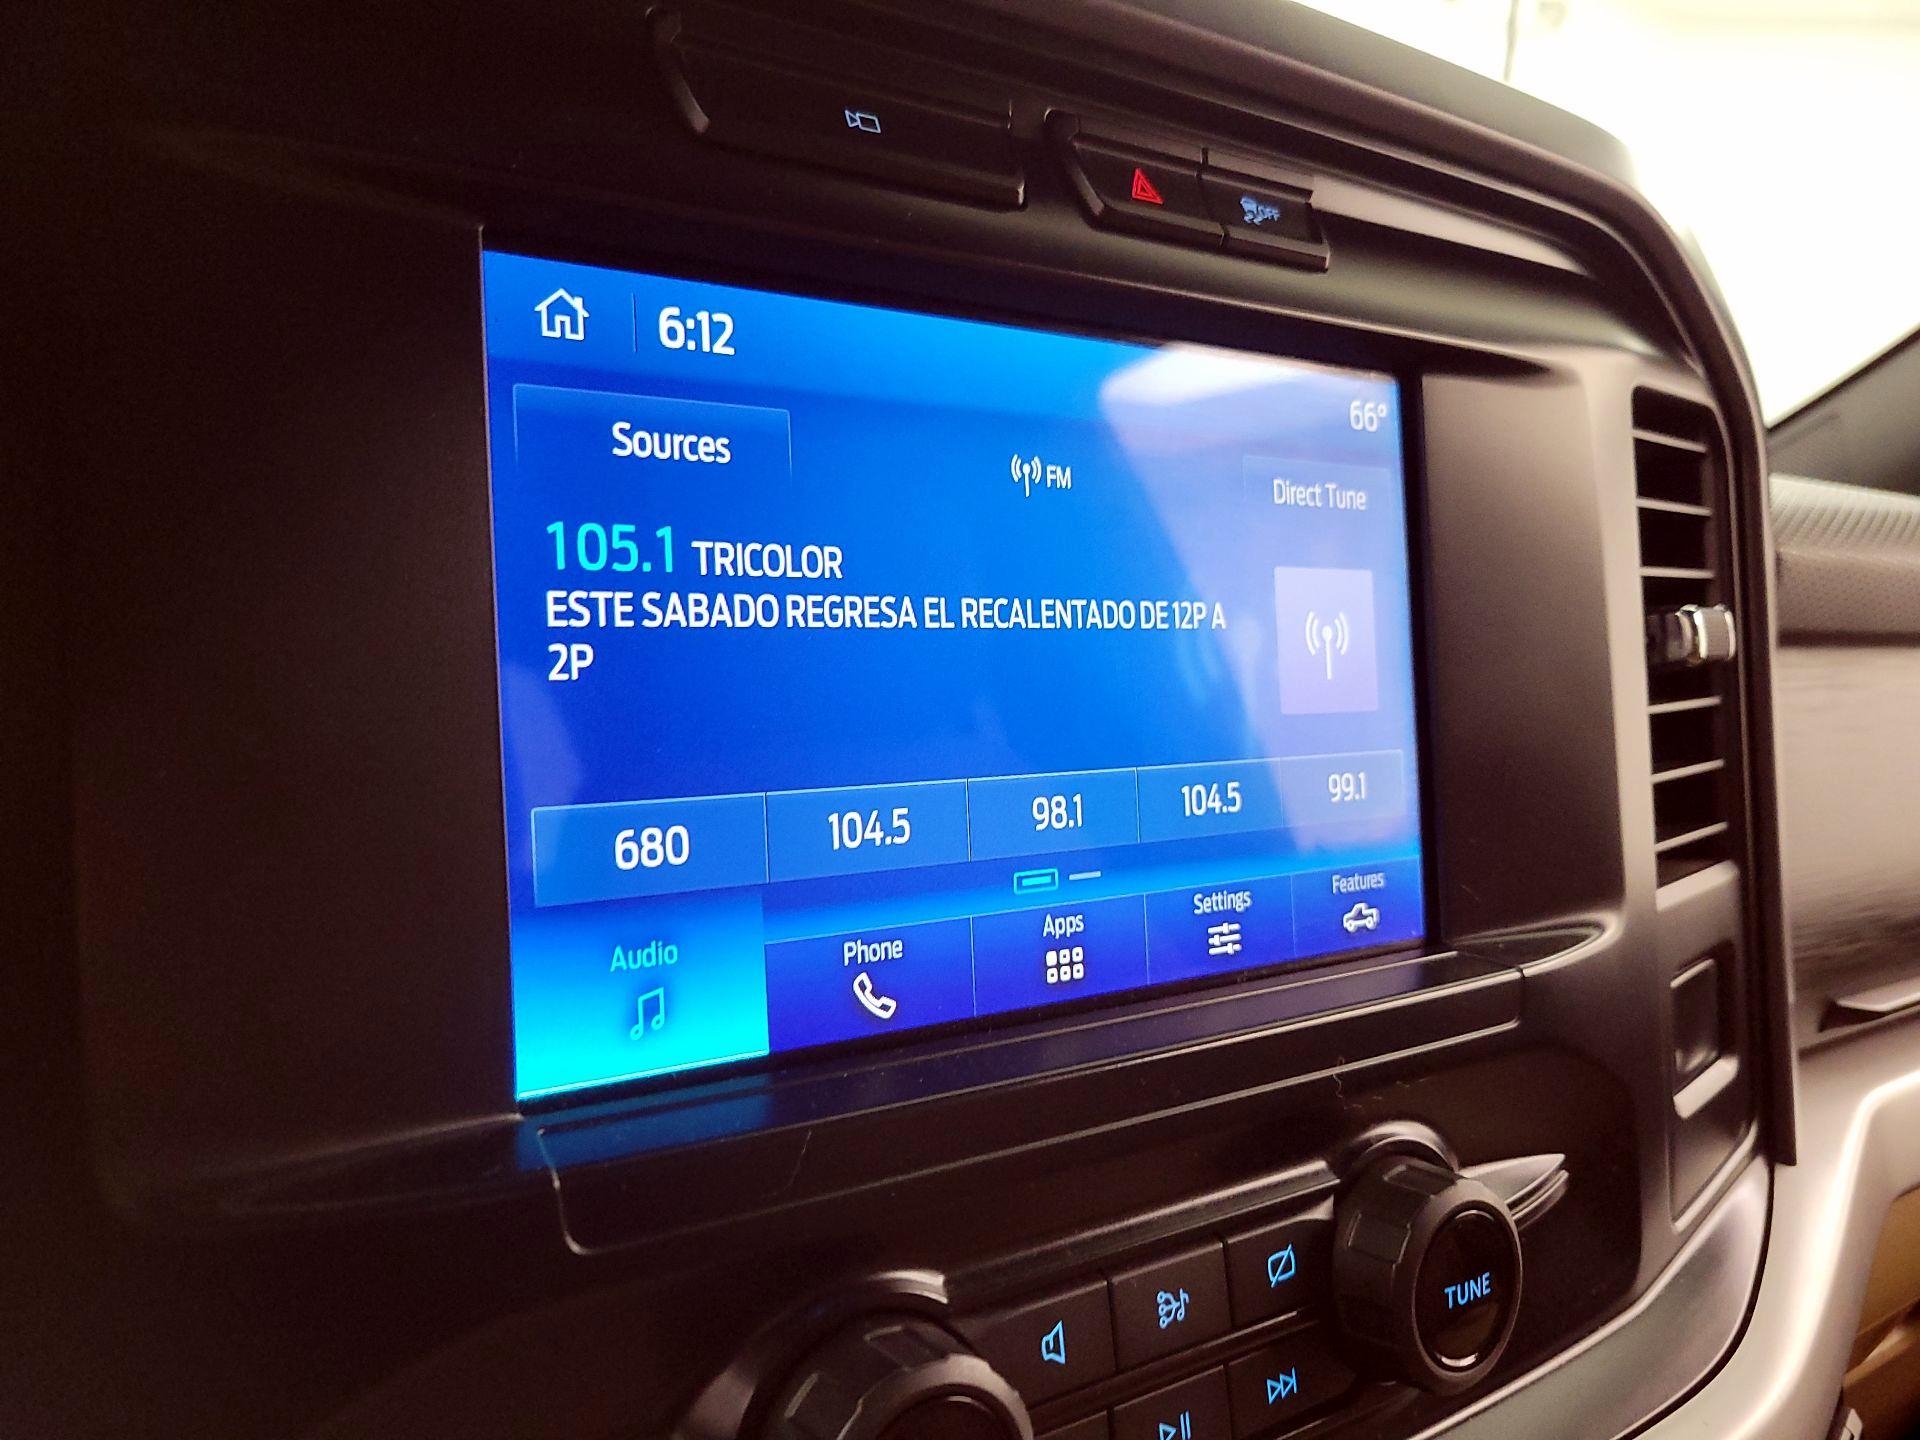 OFF
6:12
66°
Sources
FM
Direct Tune
105.1 TRICOLOR
ESTE SABADO REGRESA EL RECALENTADO DE 12P A
2P
680 104.5 98.1 104.5 99.1
Audio Phone Apps Settings Features
TUNE